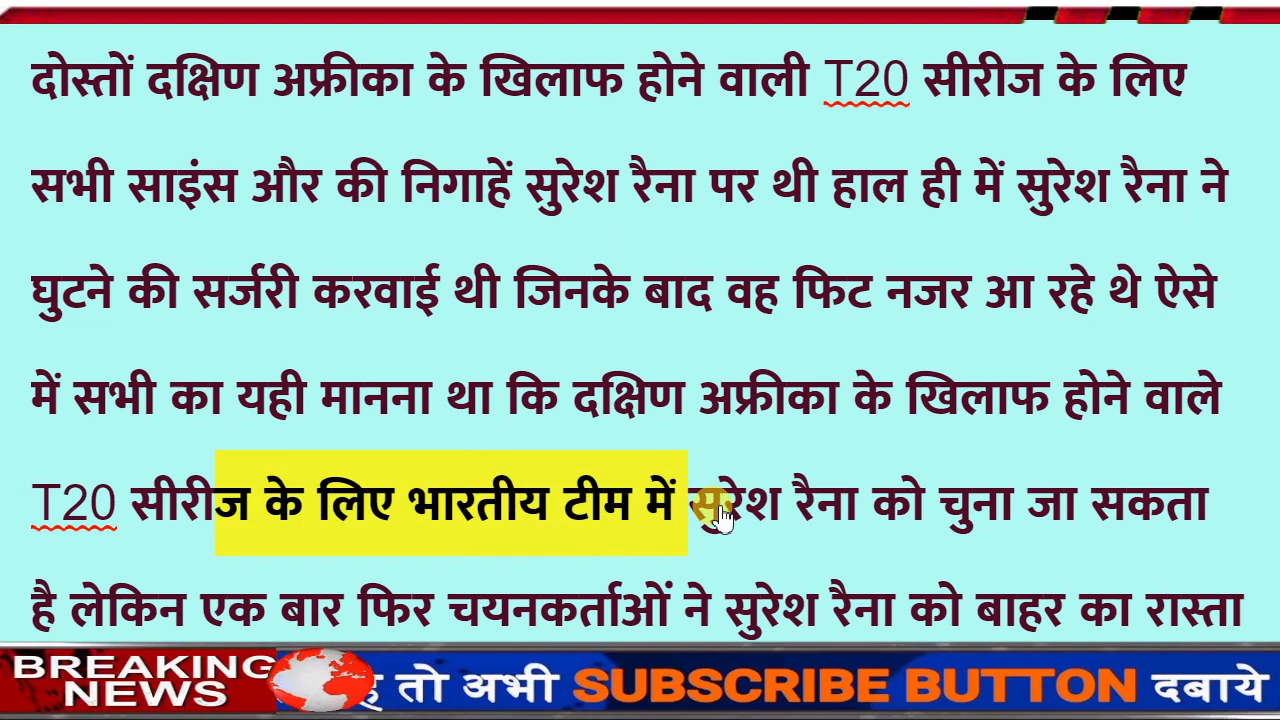 दोस्तों दक्षिण अफ्रीका के खिलाफ होने वाली T20 सीरीज के लिए
सभी साइंस और की निगाहें सुरेश रैना पर थी हाल ही में सुरेश रैना ने
घुटने की सर्जरी करवाई थी जिनके बाद वह फिट नजर आ रहे थे ऐसे
में सभी का यही मानना था कि दक्षिण अफ्रीका के खिलाफ होने वाले
T20 सीरीज के लिए भारतीय टीम में सुरेश रैना को चुना जा सकता
है लेकिन एक बार फिर चयनकर्ताओं ने सुरेश रैना को बाहर का रास्ता
BREAKING
NEWS
तो अभी SUBSCRIBE BUTTON दबाये